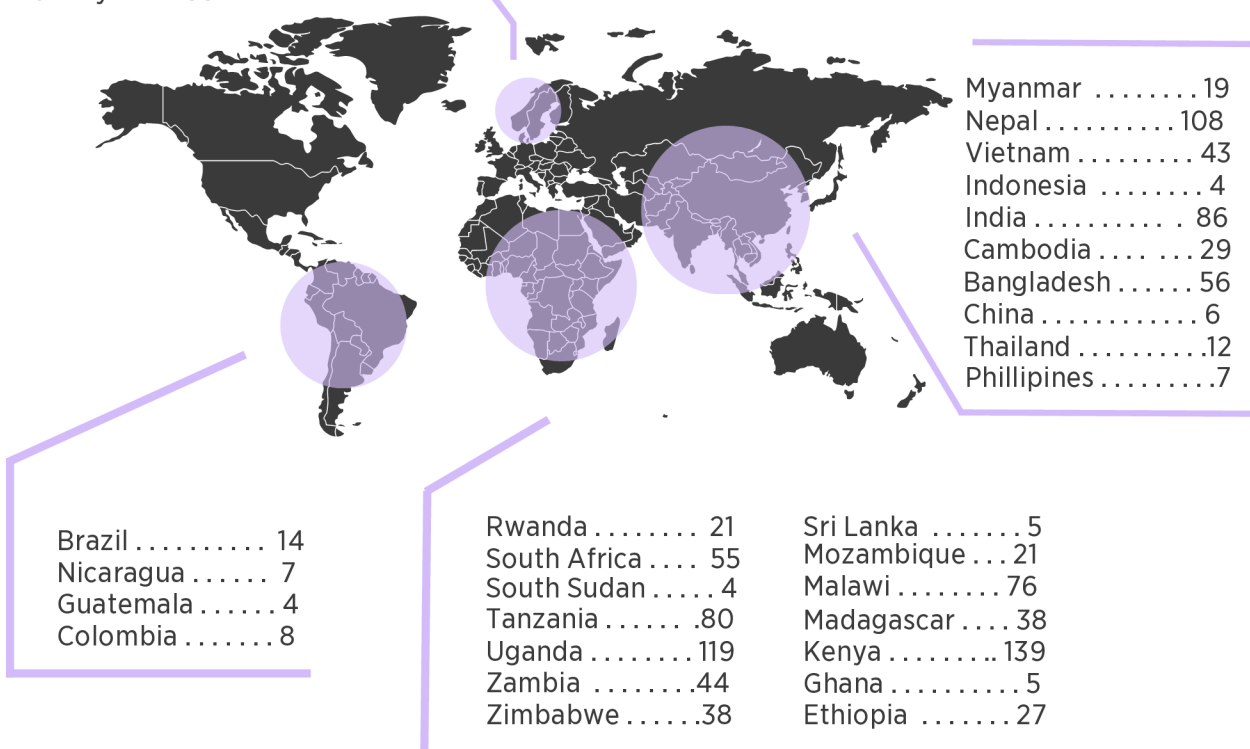 Myanmar ........19
Nepal..........108
Vietnam.........43
Indonesia ........4
India.......... . 86
Cambodia.... ...29
Bangladesh......56
China...........6
Thailand.........12
Phillipines.........7
Brazil.......... 14
Nicaragua...... 7
Guatemala......4
Colombia.......8
Rwanda........ 21
South Africa.... 55
South Sudan.....4
Tanzania...... .80
Uganda........119
Zambia ........44
Zimbabwe......38
Sri Lanka .......5
Mozambique...21
Malawi........76
Madagascar....38
Kenya.........139
Ghana..........5
Ethiopia .......27